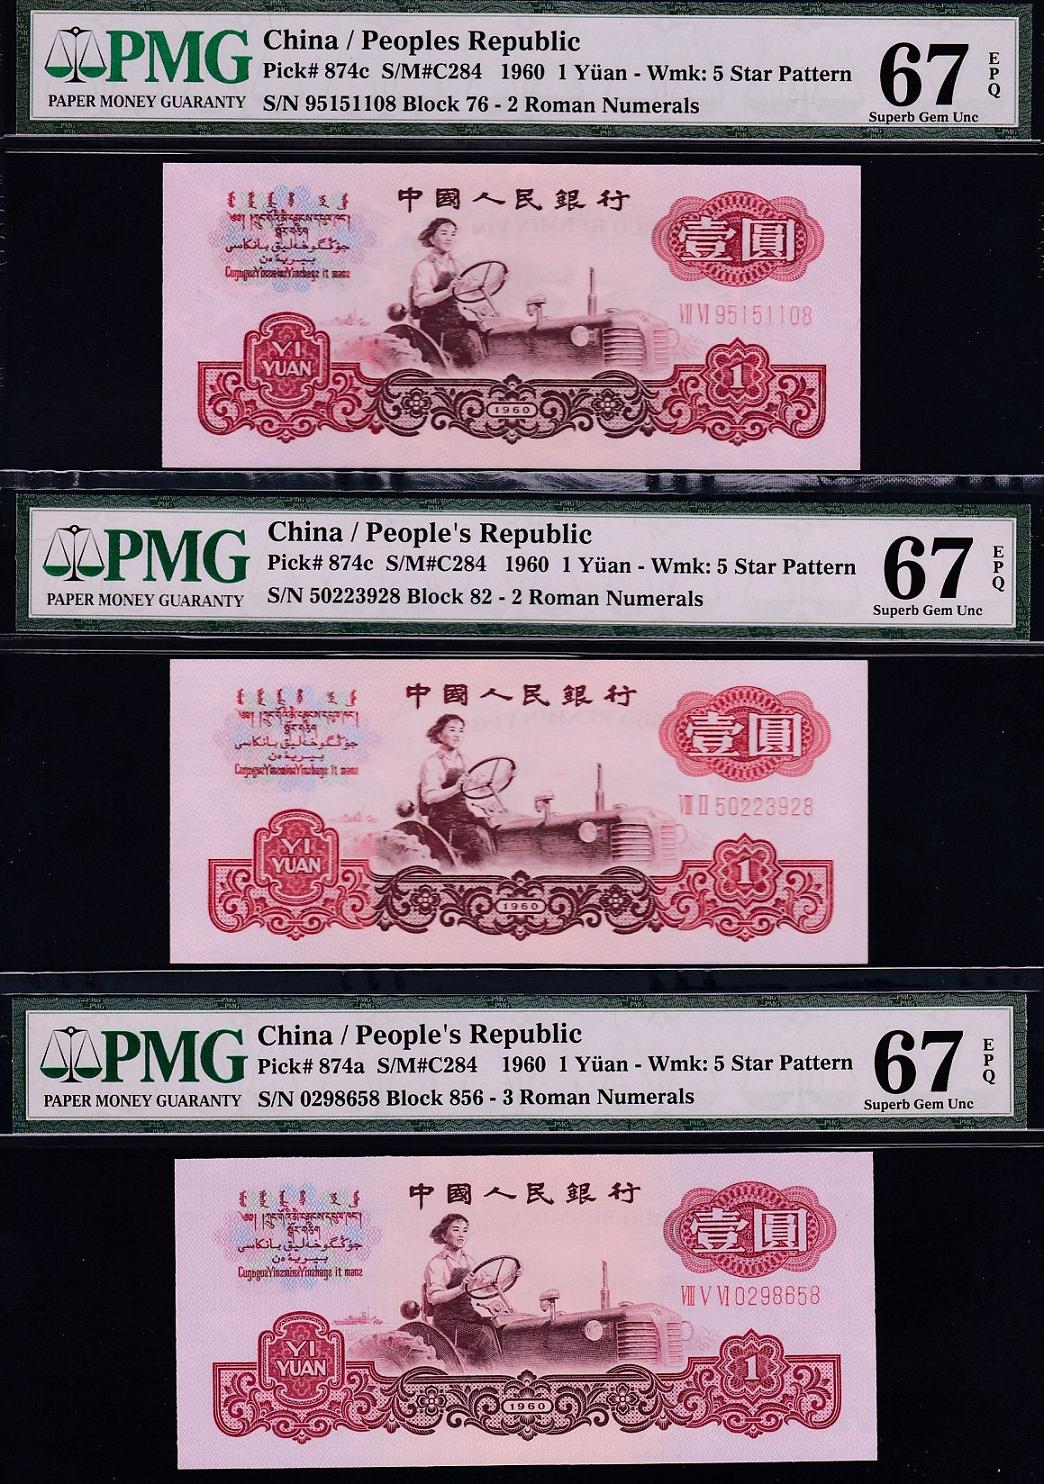 PMG
PAPER MONEY GUARANTY
China / Peoples Republic
Pick# 874c S/M#C284 1960 1 Yüan - Wmk: 5 Star Pattern
S/N 95151108 Block 76 - 2 Roman Numerals
67
EPQ
Superb Gem Unc
中國人民銀行
壹圓
VII VI 95151108
YI
YUAN
1960
1
PMG
PAPER MONEY GUARANTY
China / People's Republic
Pick# 874c S/M#C284 1960 1 Yüan - Wmk: 5 Star Pattern
S/N 50223928 Block 82 - 2 Roman Numerals
67
EPQ
Superb Gem Unc
中國人民銀行
壹圓
VIII II 50223928
YI
YUAN
1960
1
PMG
PAPER MONEY GUARANTY
China / People's Republic
Pick# 874a S/M#C284 1960 1 Yüan - Wmk: 5 Star Pattern
S/N 0298658 Block 856 - 3 Roman Numerals
67
EPQ
Superb Gem Unc
中國人民銀行
壹圓
VIII V VI 0298658
YI
YUAN
1960
1